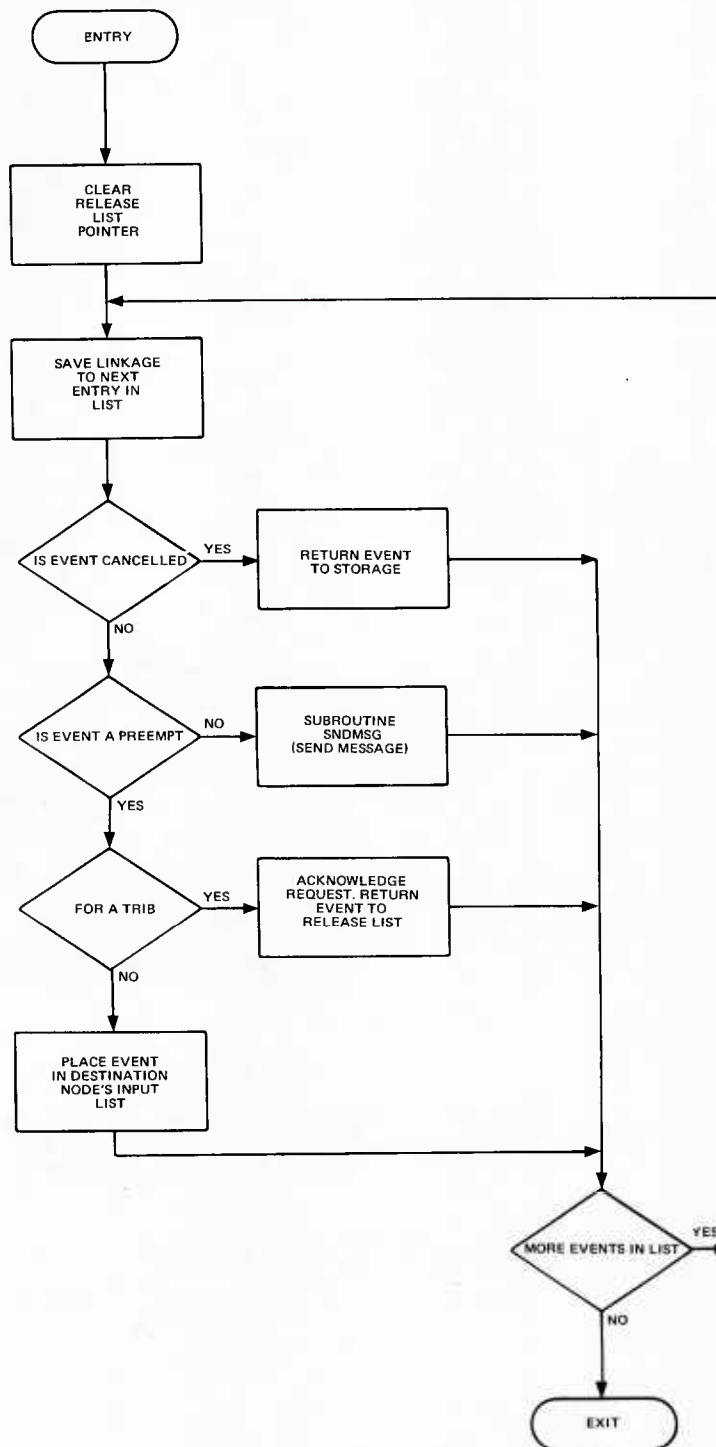 ENTRY
CLEAR
RELEASE
LIST
POINTER
SAVE LINKAGE
TO NEXT
ENTRY IN
LIST
IS EVENT CANCELLED
YES
RETURN EVENT
TO STORAGE
NO
IS EVENT A PREEMPT
NO
SUBROUTINE
SNDMSG
(SEND MESSAGE)
YES
FOR A TRIB
YES
ACKNOWLEDGE
REQUEST. RETURN
EVENT TO
RELEASE LIST
NO
PLACE EVENT
IN DESTINATION
NODE'S INPUT
LIST
MORE EVENTS IN LIST
YES
NO
EXIT